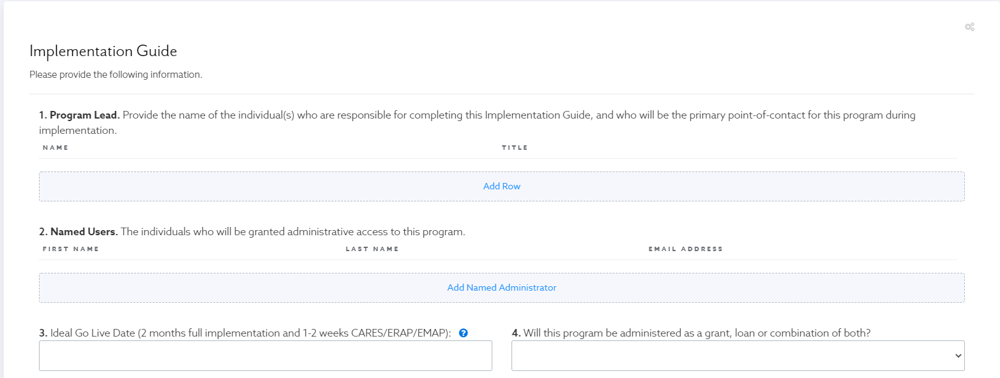 Implementation Guide
Please provide the following information.
1. Program Lead. Provide the name of the individual(s) who are responsible for completing this Implementation Guide, and who will be the primary point-of-contact for this program during
implementation.
NAME TITLE
Add Row
2. Named Users. The individuals who will be granted administrative access to this program.
FIRST NAME LAST NAME EMAIL ADDRESS
Add Named Administrator
3. Ideal Go Live Date (2 months full implementation and 1-2 weeks CARES/ERAP/EMAP): ?
4. Will this program be administered as a grant, loan or combination of both?